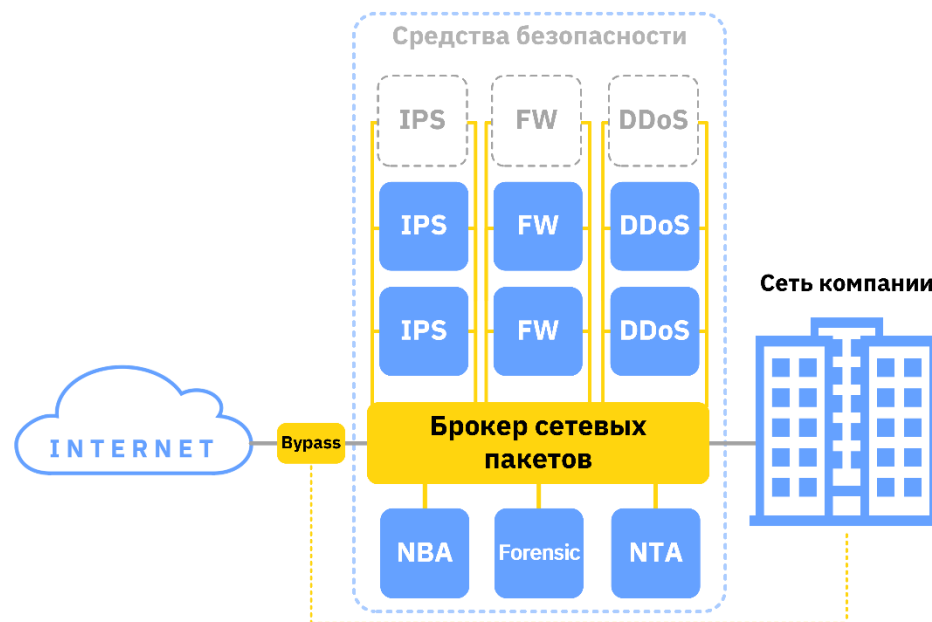 Средства безопасности
IPS FW DDoS
IPS FW DDoS
Сеть компании
IPS FW DDoS
INTERNET
Bypass
Брокер сетевых
пакетов
NBA Forensic NTA